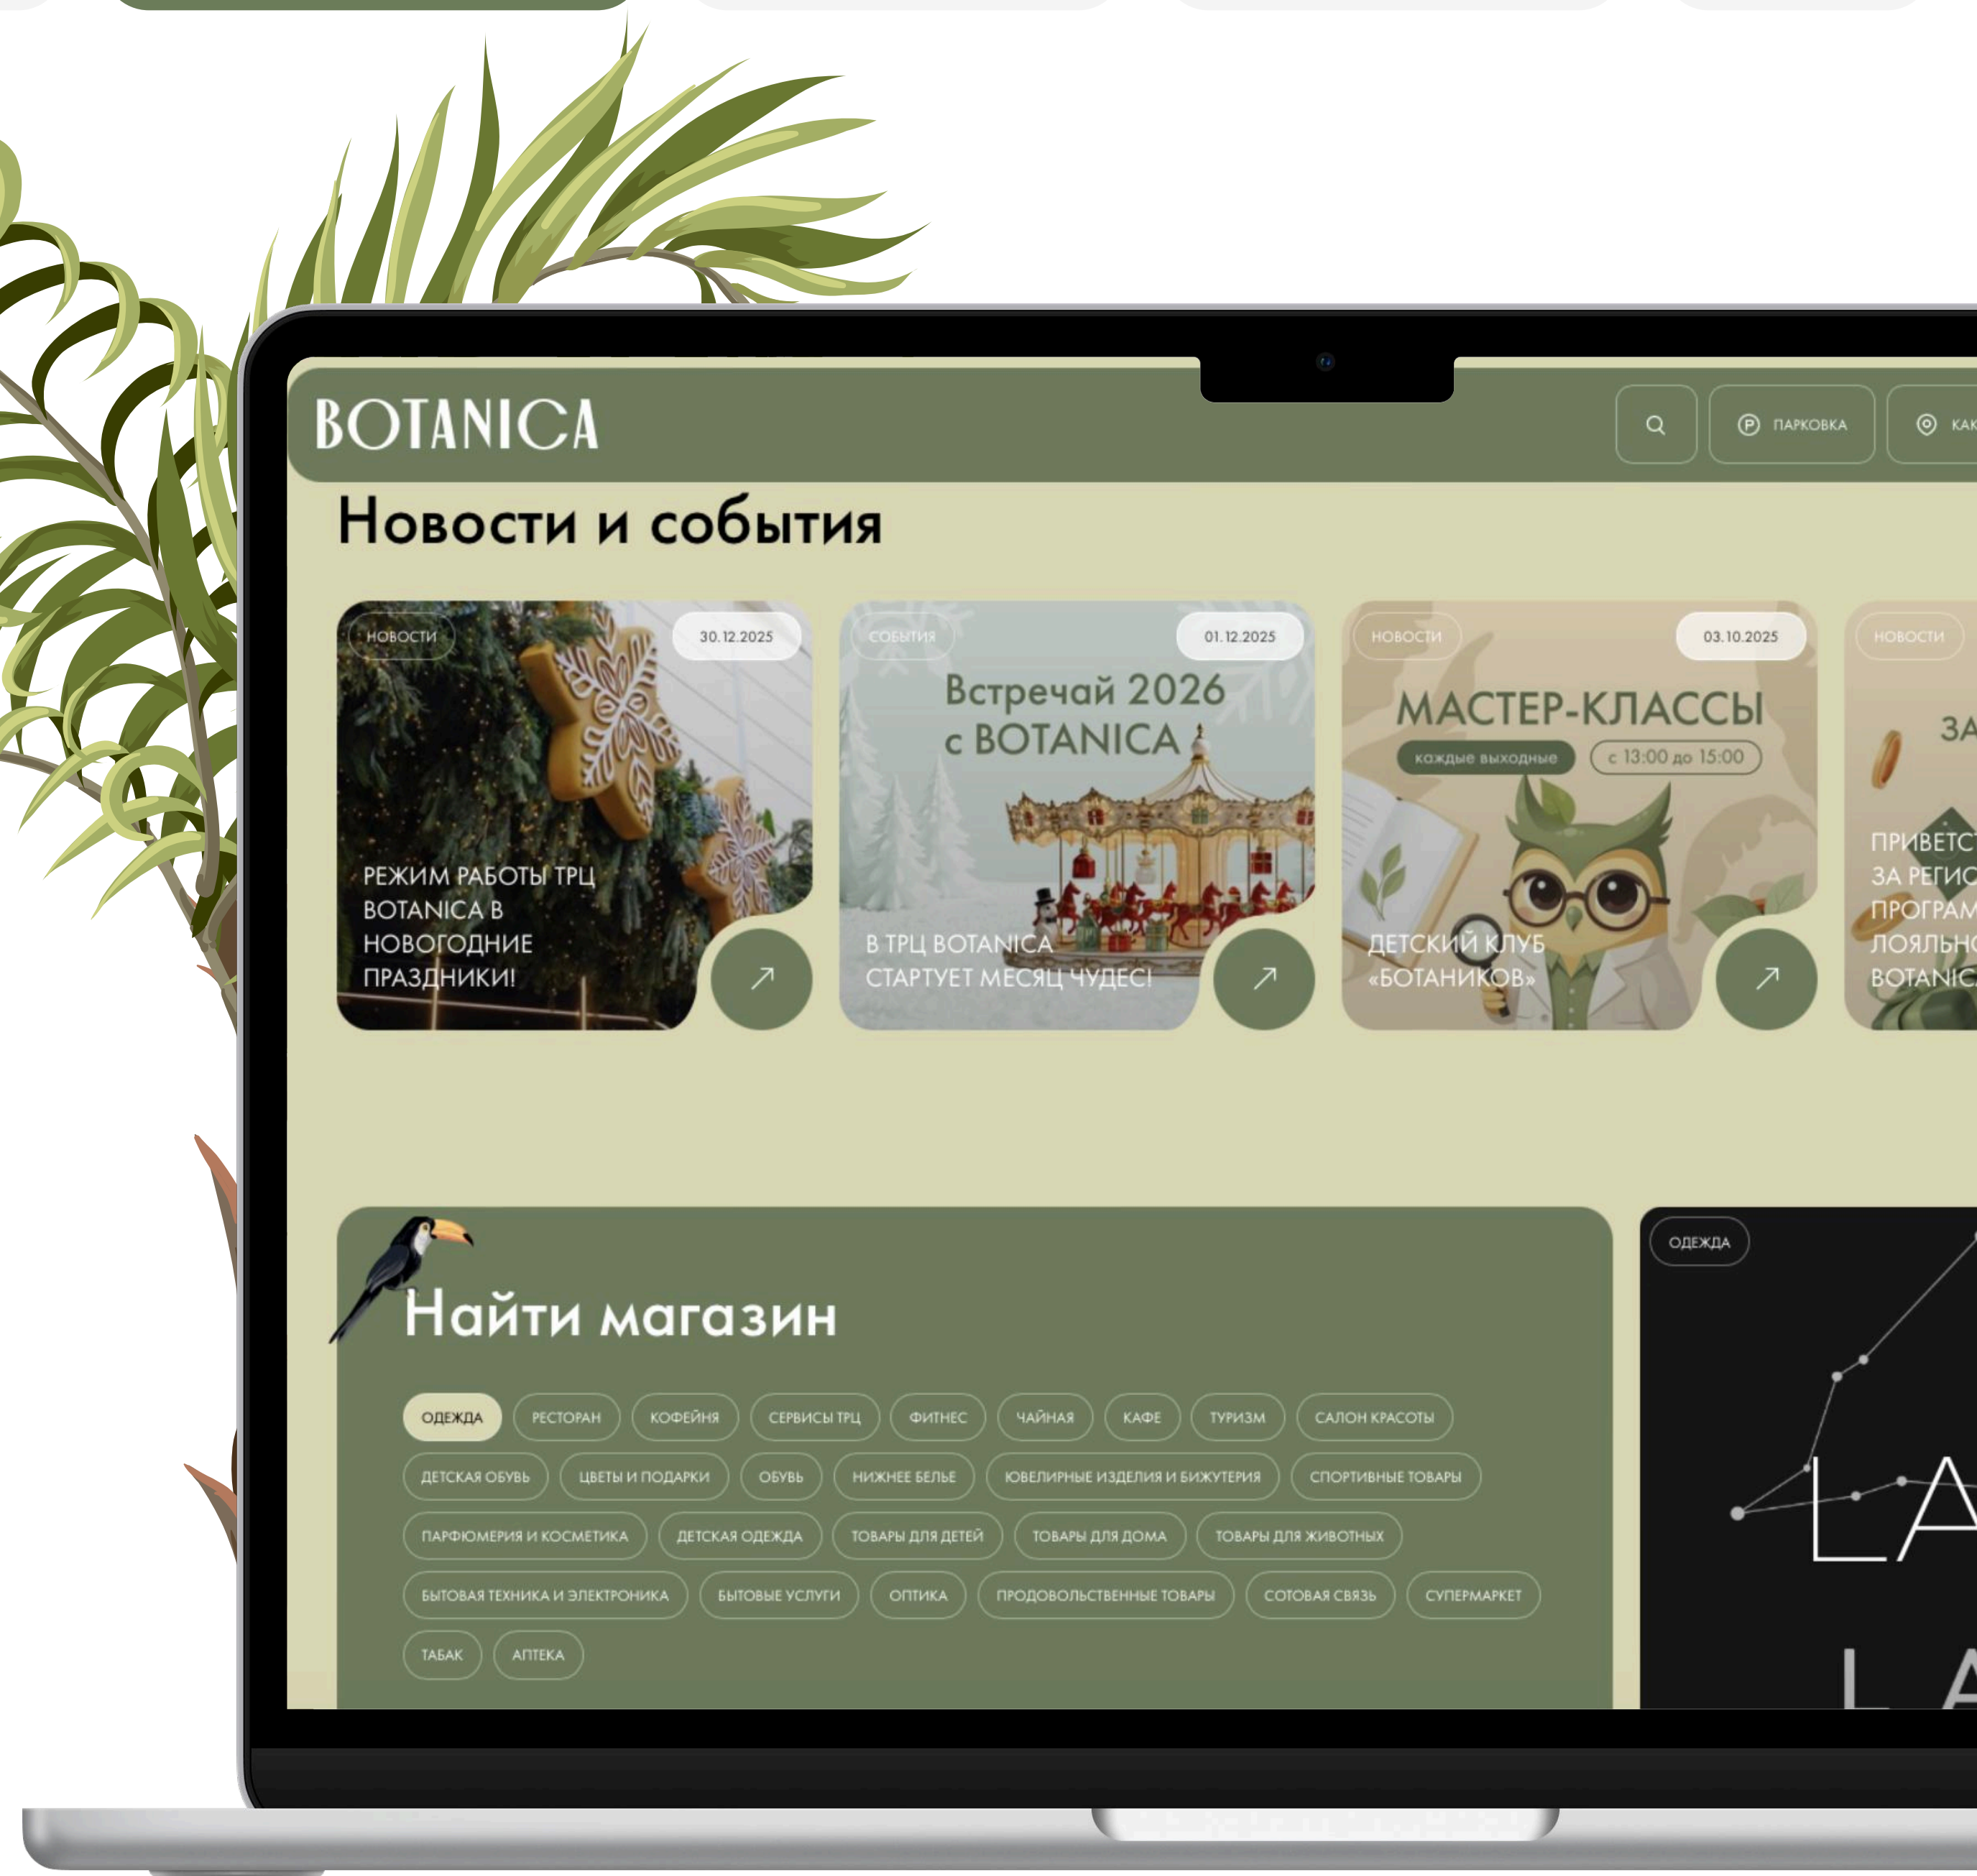 BOTANICA
P ПАРКОВКА
Новости и события
НОВОСТИ
30.12.2025
РЕЖИМ РАБОТЫ ТРЦ
BOTANICA В
НОВОГОДНИЕ
ПРАЗДНИКИ!
СОБЫТИЯ
01.12.2025
Встречай 2026
с BOTANICA
В ТРЦ BOTANICA
СТАРТУЕТ МЕСЯЦ ЧУДЕС!
НОВОСТИ
03.10.2025
МАСТЕР-КЛАССЫ
каждые выходные
с 13:00 до 15:00
ДЕТСКИЙ КЛУБ
«БОТАНИКОВ»
НОВОСТИ
ЗА РЕГИС
Найти магазин
ОДЕЖДА РЕСТОРАН КОФЕЙНЯ СЕРВИСЫ ТРЦ ФИТНЕС ЧАЙНАЯ КАФЕ ТУРИЗМ САЛОН КРАСОТЫ
ДЕТСКАЯ ОБУВЬ ЦВЕТЫ И ПОДАРКИ ОБУВЬ НИЖНЕЕ БЕЛЬЕ ЮВЕЛИРНЫЕ ИЗДЕЛИЯ И БИЖУТЕРИЯ СПОРТИВНЫЕ ТОВАРЫ
ПАРФЮМЕРИЯ И КОСМЕТИКА ДЕТСКАЯ ОДЕЖДА ТОВАРЫ ДЛЯ ДЕТЕЙ ТОВАРЫ ДЛЯ ДОМА ТОВАРЫ ДЛЯ ЖИВОТНЫХ
БЫТОВАЯ ТЕХНИКА И ЭЛЕКТРОНИКА БЫТОВЫЕ УСЛУГИ ОПТИКА ПРОДОВОЛЬСТВЕННЫЕ ТОВАРЫ СОТОВАЯ СВЯЗЬ СУПЕРМАРКЕТ
ТАБАК АПТЕКА
ОДЕЖДА